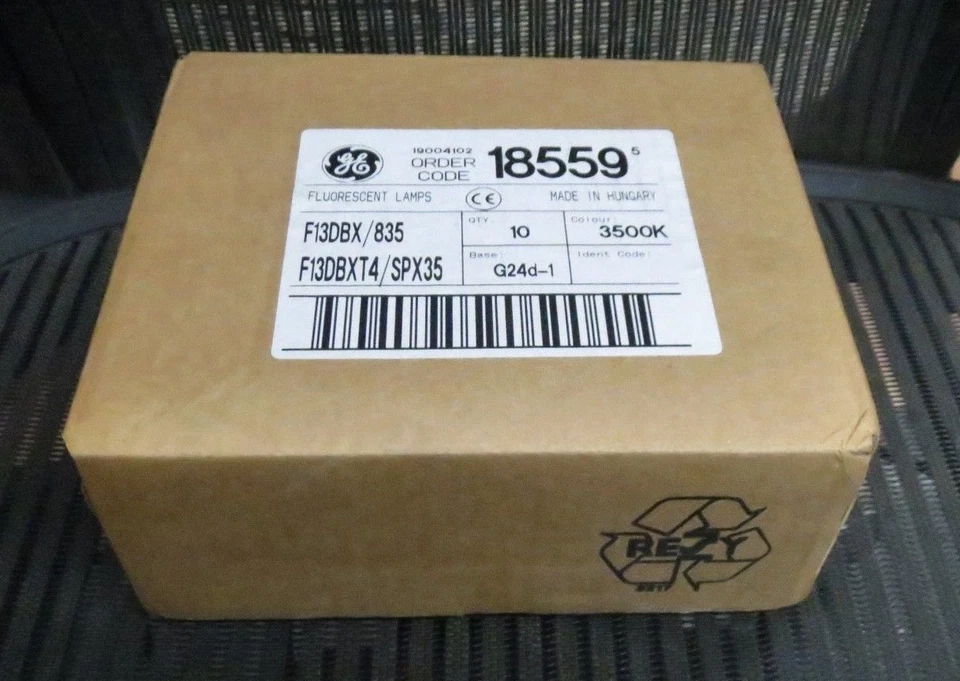 GE
19004102
ORDER CODE 18559 5
FLUORESCENT LAMPS CE MADE IN HUNGARY
F13DBX/835
F13DBXT4/SPX35
QTY
10
Colour:
3500K
Base:
G24d-1
Ident Code:
RESY